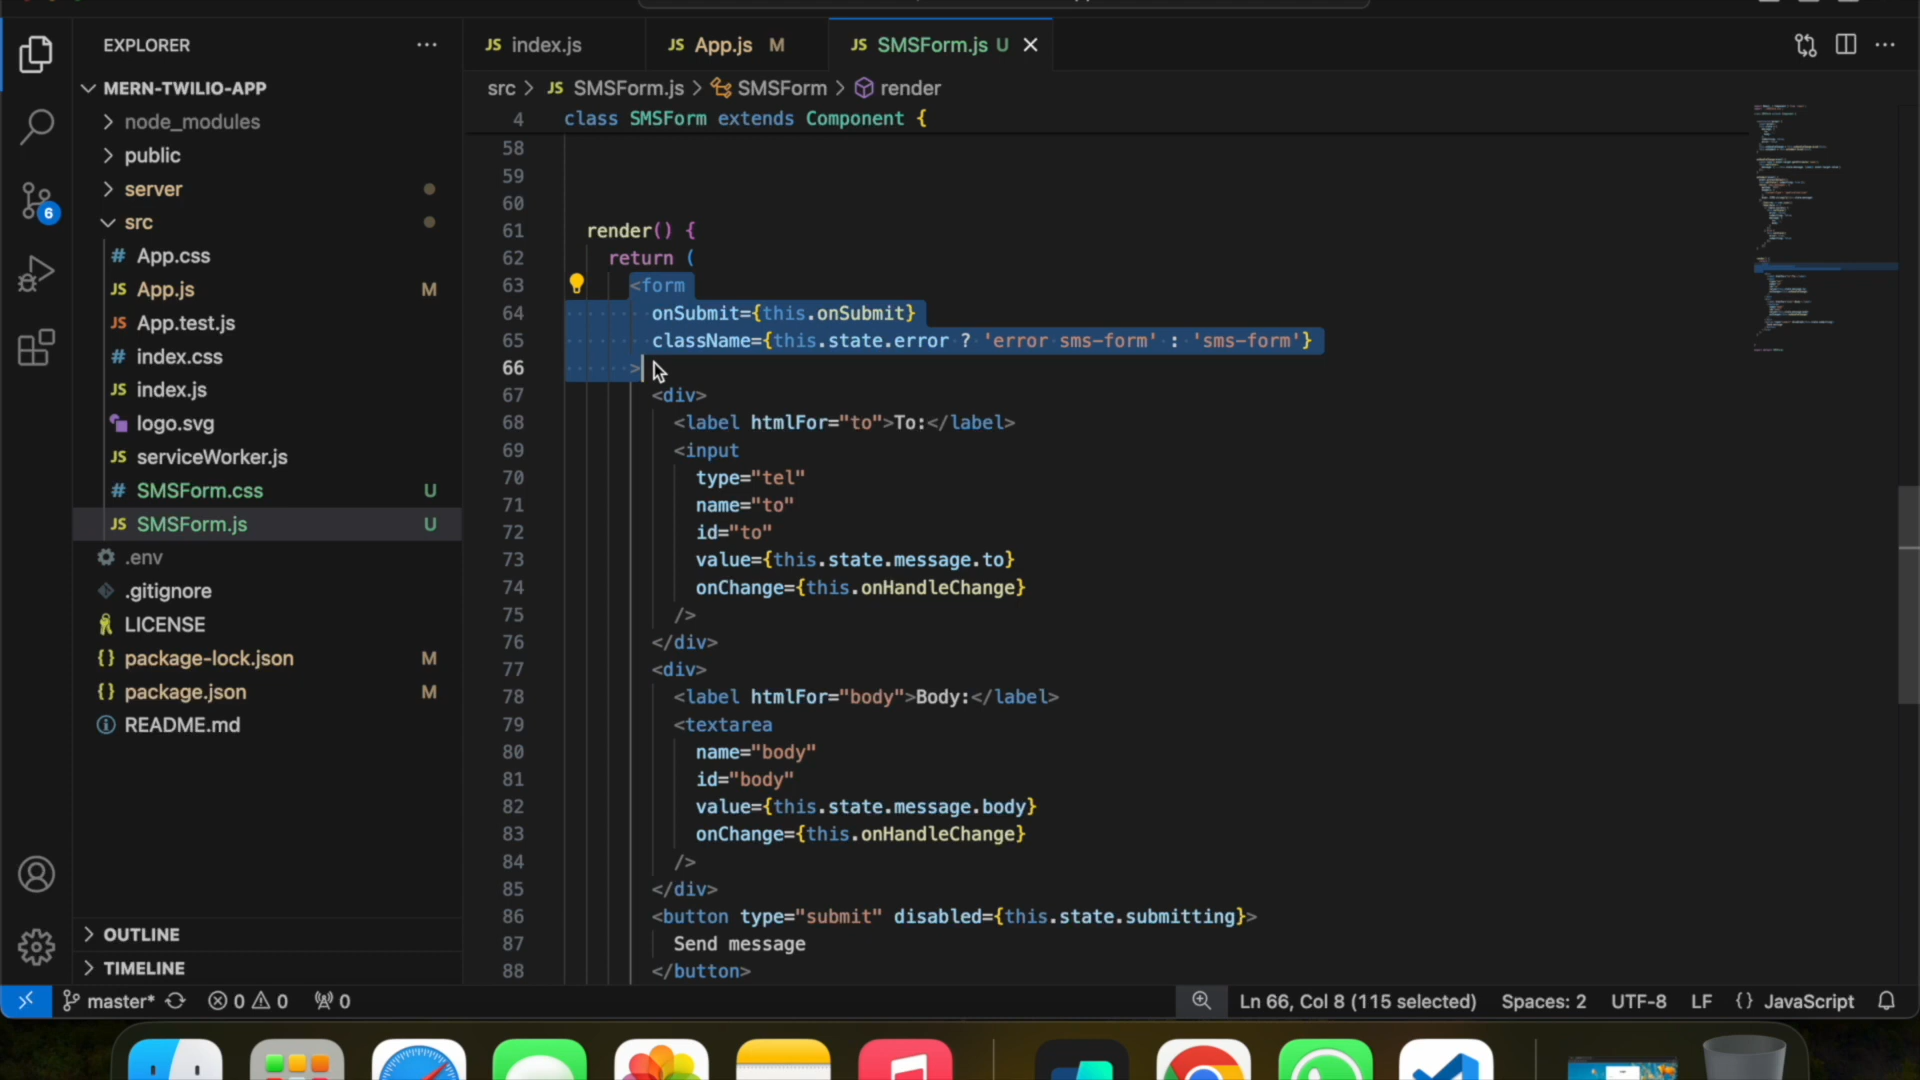 EXPLORER
MERN-TWILIO-APP
node_modules
public
server
src
# App.css
JS App.js M
JS App.test.js
# index.css
JS index.js
logo.svg
JS serviceWorker.js
# SMSForm.css U
JS SMSForm.js U
.env
.gitignore
LICENSE
{} package-lock.json M
{} package.json M
README.md
OUTLINE
TIMELINE
6
JS index.js
JS App.js M
JS SMSForm.js U
src > JS SMSForm.js > SMSForm > render
4 class SMSForm extends Component {
58
59
60
61 render() {
62 return (
63 <form
64 onSubmit={this.onSubmit}
65 className={this.state.error ? 'error sms-form' : 'sms-form'}
66 >
67 <div>
68 <label htmlFor="to">To:</label>
69 <input
70 type="tel"
71 name="to"
72 id="to"
73 value={this.state.message.to}
74 onChange={this.onHandleChange}
75 />
76 </div>
77 <div>
78 <label htmlFor="body">Body:</label>
79 <textarea
80 name="body"
81 id="body"
82 value={this.state.message.body}
83 onChange={this.onHandleChange}
84 />
85 </div>
86 <button type="submit" disabled={this.state.submitting}>
87 Send message
88 </button>
master* 0 0 0 Ln 66, Col 8 (115 selected) Spaces: 2 UTF-8 LF {} JavaScript